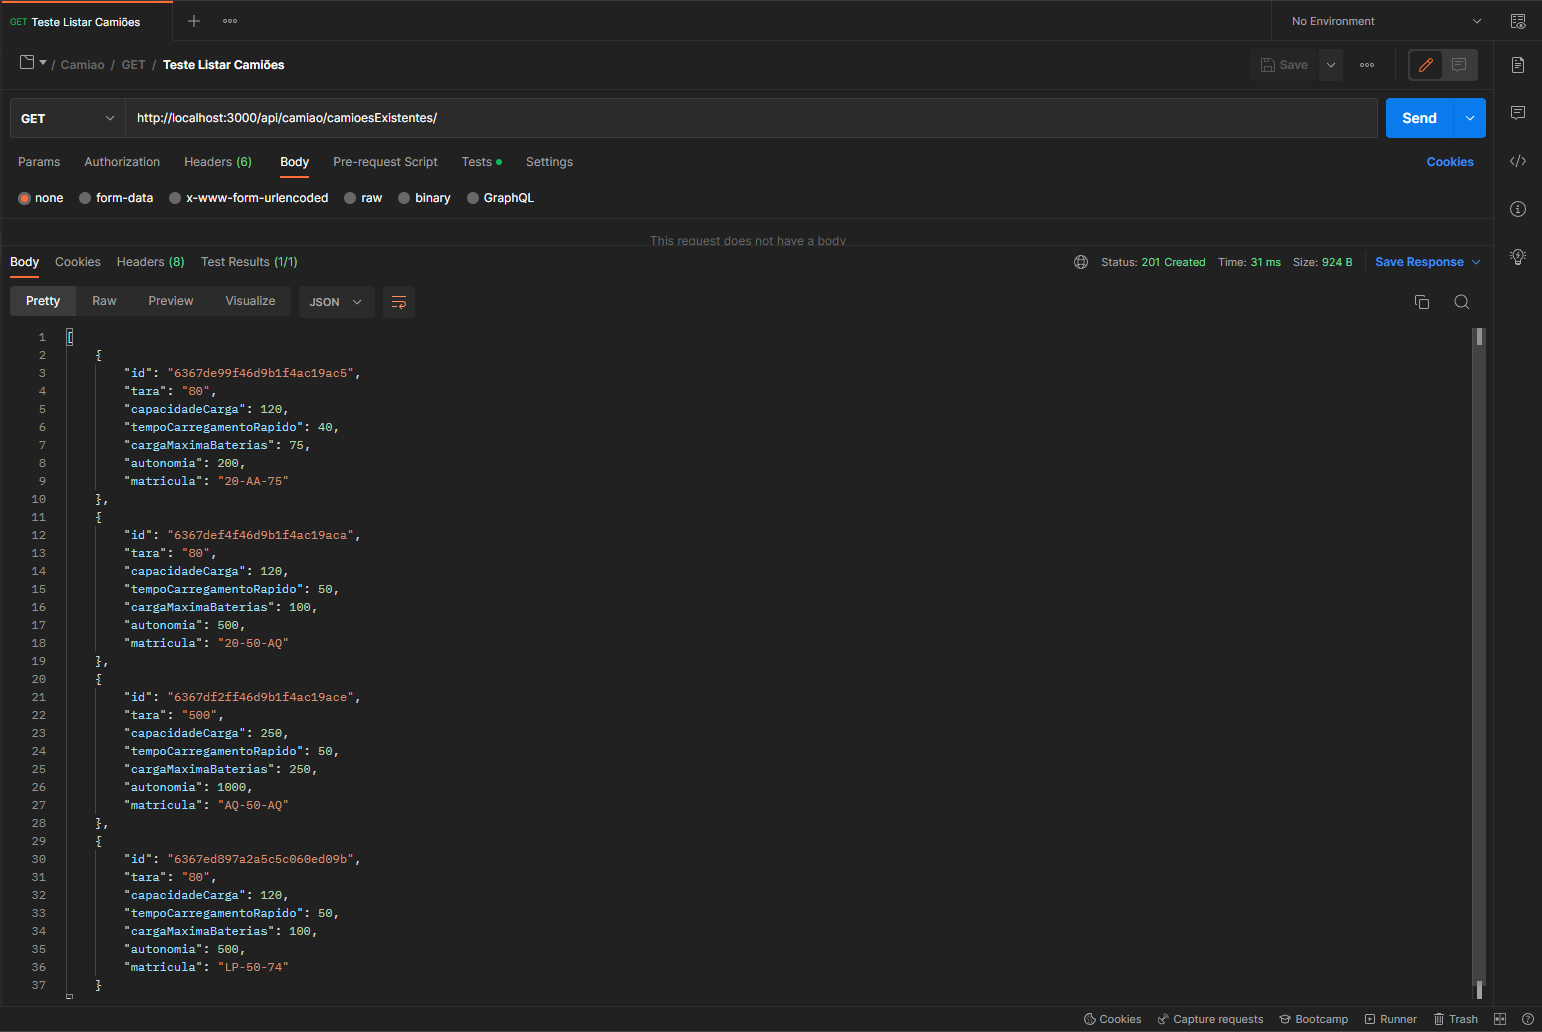 GET Teste Listar Camiões
No Environment
/ Camiao / GET / Teste Listar Camiões
Save
GET
http://localhost:3000/api/camiao/camioesExistentes/
Send
Params Authorization Headers (6) Body Pre-request Script Tests Settings
Cookies
none form-data x-www-form-urlencoded raw binary GraphQL
This request does not have a body
Body Cookies Headers (8) Test Results (1/1)
Status: 201 Created Time: 31 ms Size: 924 B Save Response
Pretty Raw Preview Visualize JSON
1 [
2 {
3 "id": "6367de99f46d9b1f4ac19ac5",
4 "tara": "80",
5 "capacidadeCarga": 120,
6 "tempoCarregamentoRapido": 40,
7 "cargaMaximaBaterias": 75,
8 "autonomia": 200,
9 "matricula": "20-AA-75"
10 },
11 {
12 "id": "6367def4f46d9b1f4ac19aca",
13 "tara": "80",
14 "capacidadeCarga": 120,
15 "tempoCarregamentoRapido": 50,
16 "cargaMaximaBaterias": 100,
17 "autonomia": 500,
18 "matricula": "20-50-AQ"
19 },
20 {
21 "id": "6367df2ff46d9b1f4ac19ace",
22 "tara": "500",
23 "capacidadeCarga": 250,
24 "tempoCarregamentoRapido": 50,
25 "cargaMaximaBaterias": 250,
26 "autonomia": 1000,
27 "matricula": "AQ-50-AQ"
28 },
29 {
30 "id": "6367ed897a2a5c5c060ed09b",
31 "tara": "80",
32 "capacidadeCarga": 120,
33 "tempoCarregamentoRapido": 50,
34 "cargaMaximaBaterias": 100,
35 "autonomia": 500,
36 "matricula": "LP-50-74"
37 }
Cookies Capture requests Bootcamp Runner Trash